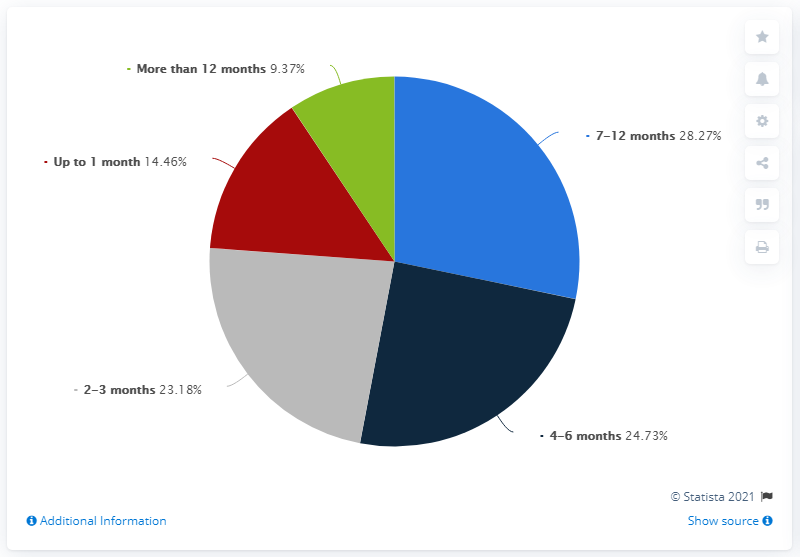 More than 12 months 9.37%
7–12 months 28.27%
Up to 1 month 14.46%
2–3 months 23.18%
4–6 months 24.73%
© Statista 2021
Additional Information
Show source